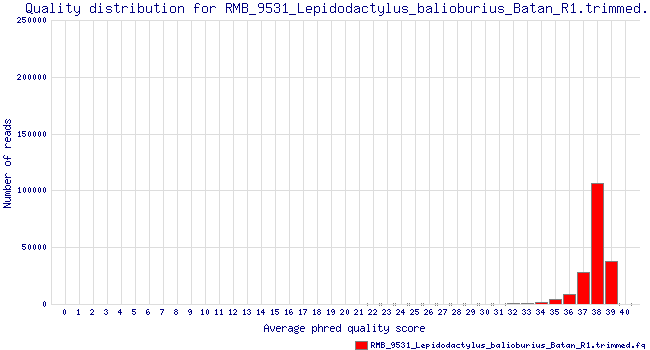 Quality distribution for RMB_9531_Lepidodactylus_balioburius_Batan_R1.trimmed.
250000
200000
150000
100000
50000
0
Number of reads
0 1 2 3 4 5 6 7 8 9 10 11 12 13 14 15 16 17 18 19 20 21 22 23 24 25 26 27 28 29 30 31 32 33 34 35 36 37 38 39 40
Average phred quality score
RMB_9531_Lepidodactylus_balioburius_Batan_R1.trimmed.fq